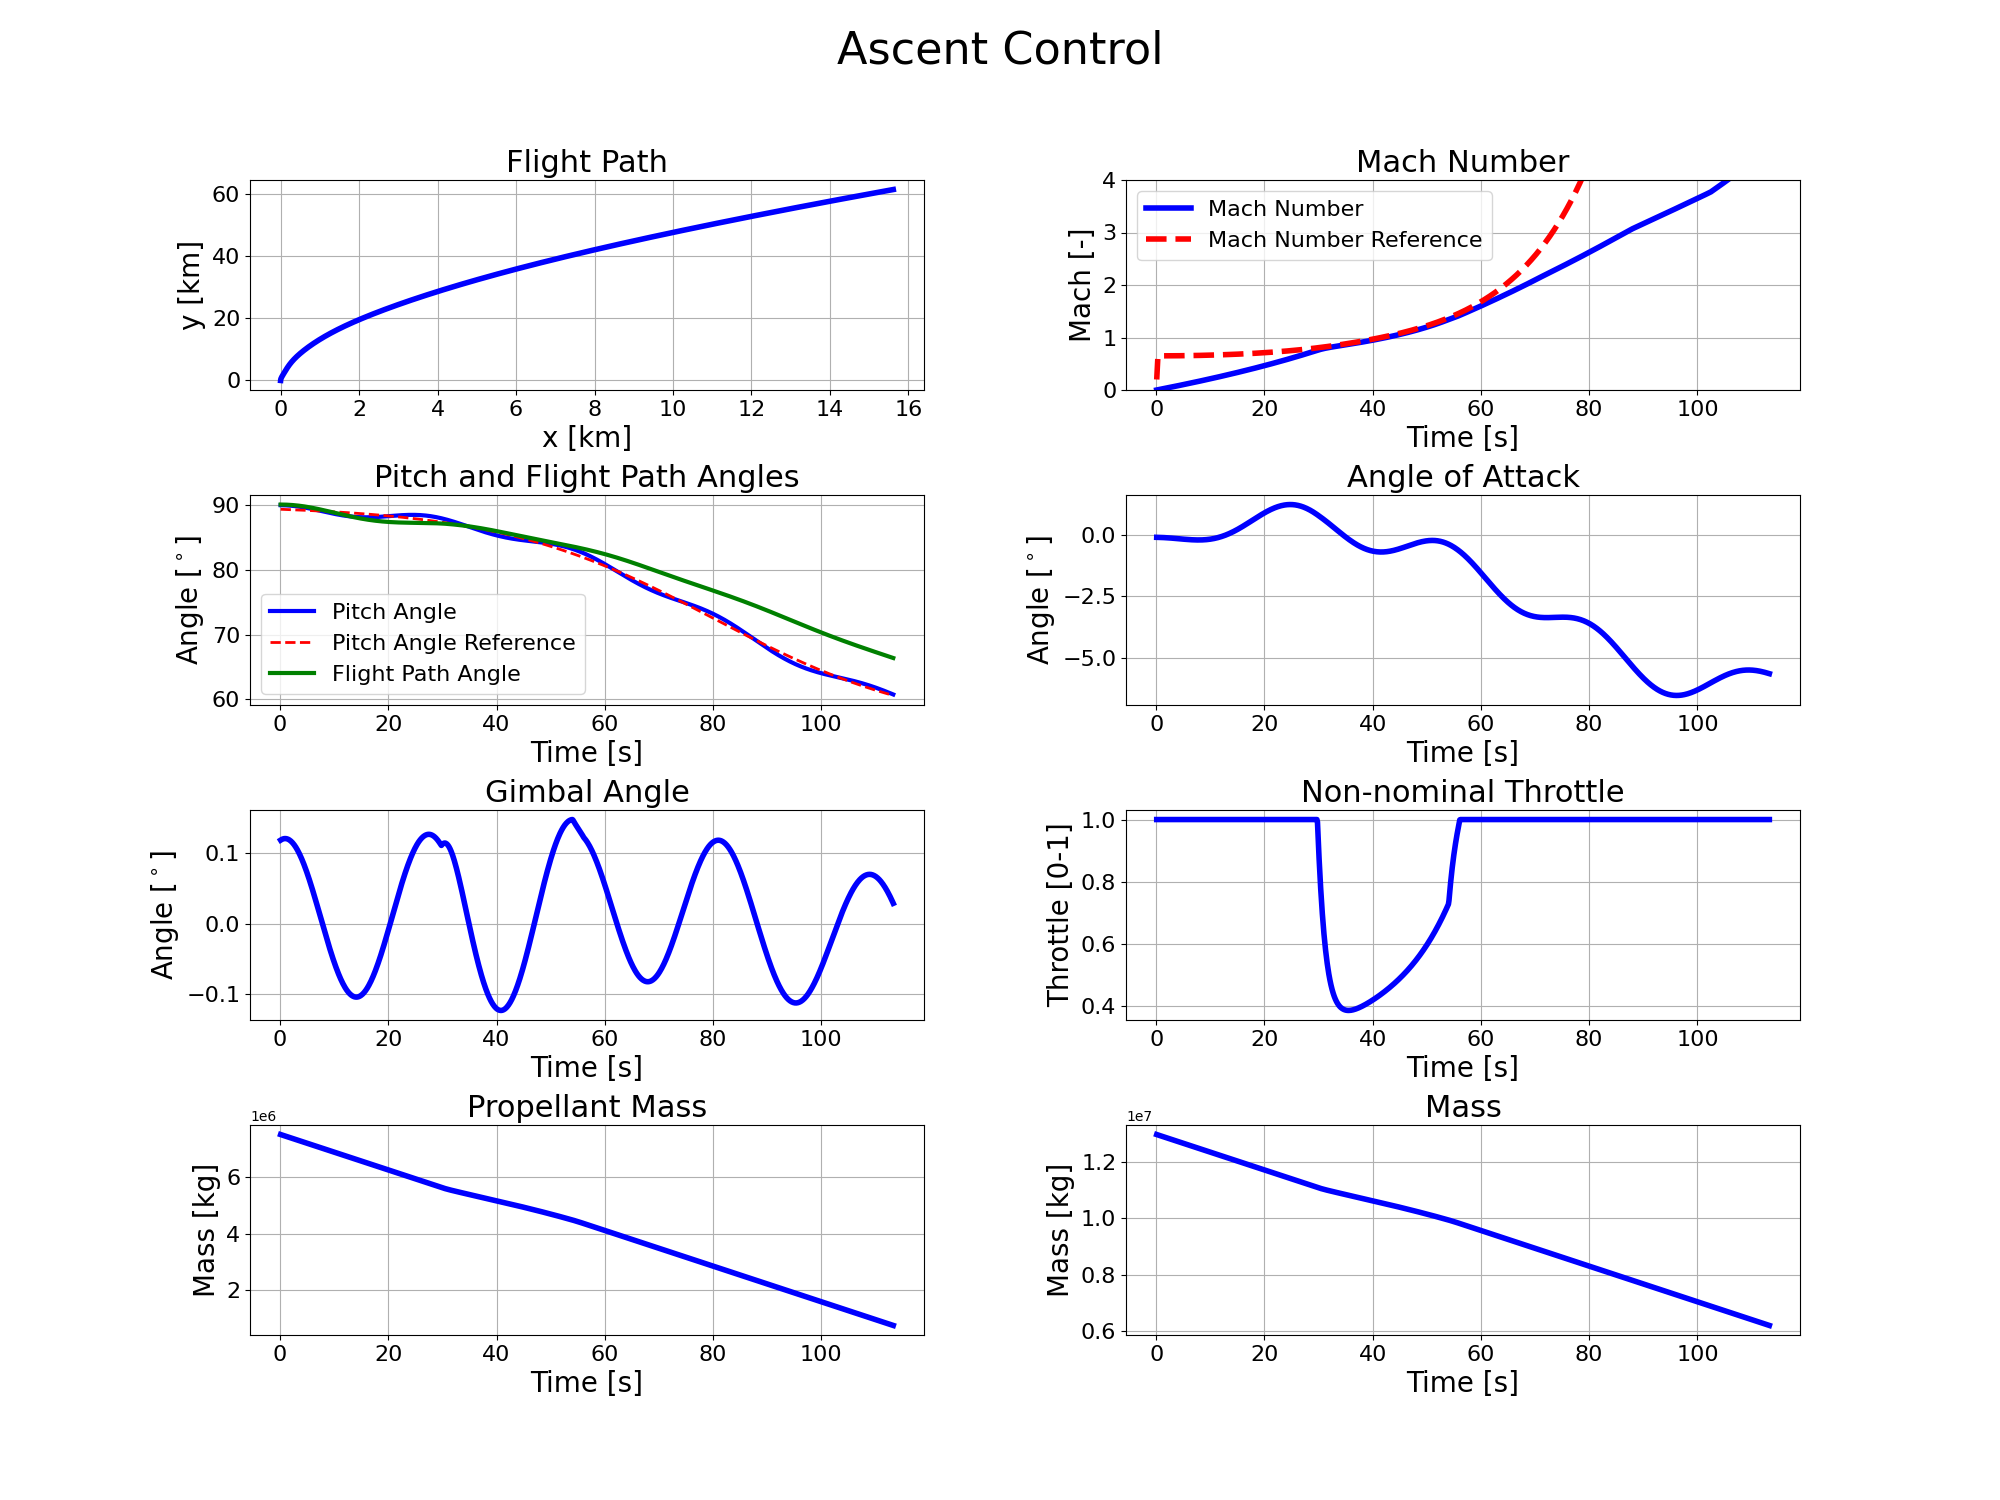 Ascent Control
Flight Path
y [km]
60
40
20
0
0 2 4 6 8 10 12 14 16
x [km]
Mach Number
Mach [-]
4
3
2
1
0
Mach Number
Mach Number Reference
0 20 40 60 80 100
Time [s]
Pitch and Flight Path Angles
Angle [°]
90
80
70
60
Pitch Angle
Pitch Angle Reference
Flight Path Angle
0 20 40 60 80 100
Time [s]
Angle of Attack
Angle [°]
0.0
−2.5
−5.0
0 20 40 60 80 100
Time [s]
Gimbal Angle
Angle [°]
0.1
0.0
−0.1
0 20 40 60 80 100
Time [s]
Non-nominal Throttle
Throttle [0-1]
1.0
0.8
0.6
0.4
0 20 40 60 80 100
Time [s]
Propellant Mass
1e6
Mass [kg]
6
4
2
0 20 40 60 80 100
Time [s]
Mass
1e7
Mass [kg]
1.2
1.0
0.8
0.6
0 20 40 60 80 100
Time [s]